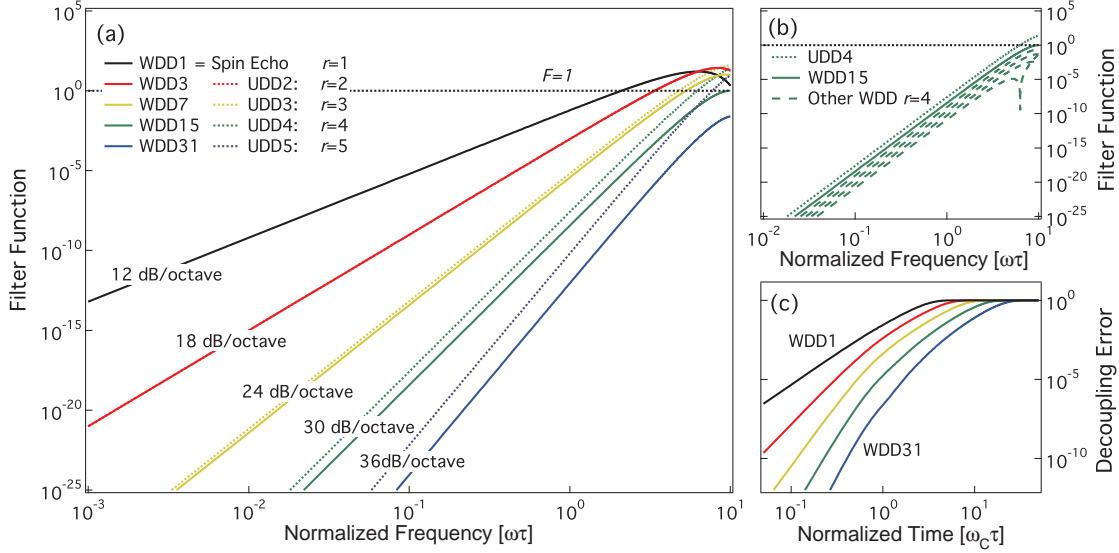 (a)
10^5
10^0
10^-5
10^-10
10^-15
10^-20
10^-25
Filter Function
WDD1 = Spin Echo r=1
WDD3 UDD2: r=2
WDD7 UDD3: r=3
WDD15 UDD4: r=4
WDD31 UDD5: r=5
F=1
12 dB/octave
18 dB/octave
24 dB/octave
30 dB/octave
36dB/octave
10^-3 10^-2 10^-1 10^0 10^1
Normalized Frequency [ωτ]
(b)
UDD4
WDD15
Other WDD r=4
10^5
10^0
10^-5
10^-10
10^-15
10^-20
10^-25
Filter Function
10^-2 10^-1 10^0 10^1
Normalized Frequency [ωτ]
(c)
WDD1
WDD31
10^0
10^-5
10^-10
Decoupling Error
10^-1 10^0 10^1
Normalized Time [ω_C τ]